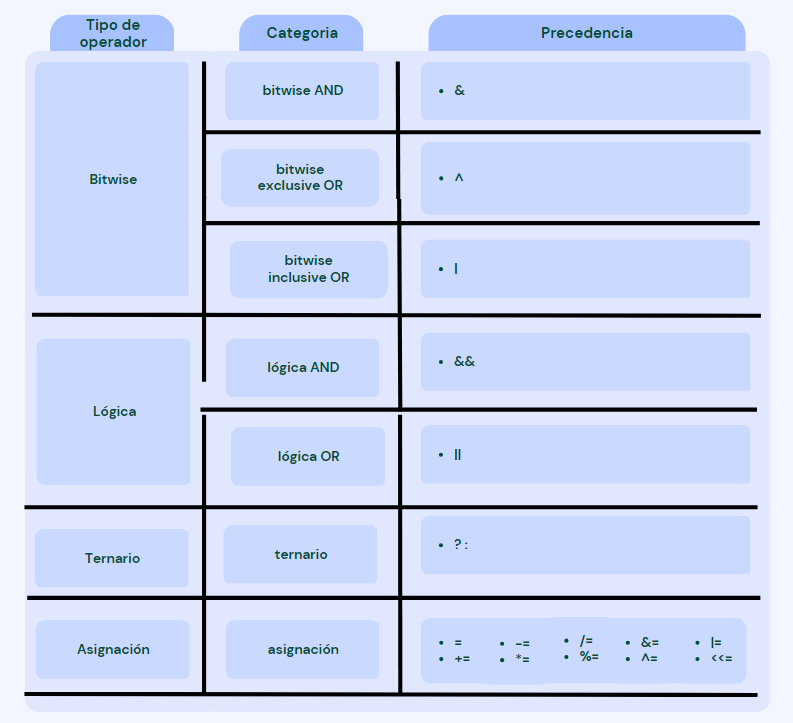 Tipo de
operador
Categoria
Precedencia
Bitwise
bitwise AND
• &
bitwise
exclusive OR
• ^
bitwise
inclusive OR
• |
Lógica
lógica AND
• &&
lógica OR
• ||
Ternario
ternario
• ? :
Asignación
asignación
• =
• +=
• -=
• *=
• /=
• %=
• &=
• ^=
• |=
• <<=